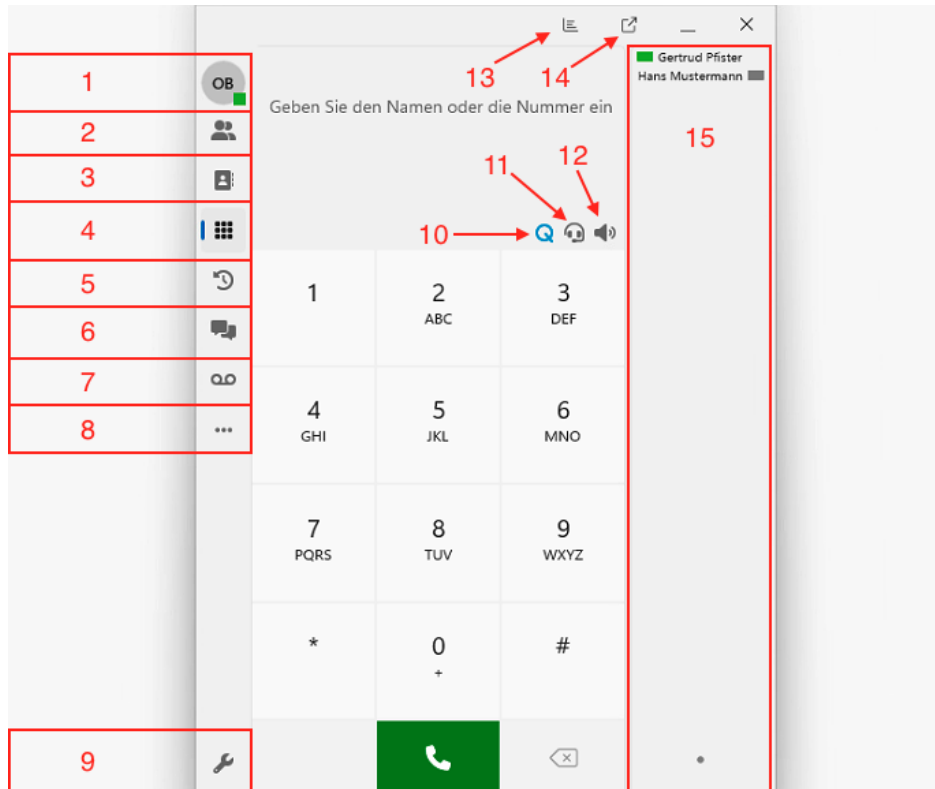 13
14
Gertrud Pfister
Hans Mustermann
1
OB
Geben Sie den Namen oder die Nummer ein
2
15
3
11
12
4
10
5
1
2
ABC
3
DEF
6
7
8
4
GHI
5
JKL
6
MNO
7
PQRS
8
TUV
9
WXYZ
*
0
+
#
9